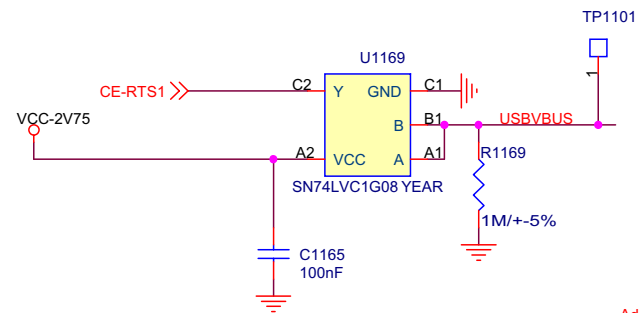 TP1101
1
U1169
CE-RTS1
C2
Y
GND
C1
VCC-2V75
B
B1
USBVBUS
A2
VCC
A
A1
R1169
SN74LVC1G08 YEAR
1M/+-5%
C1165
100nF